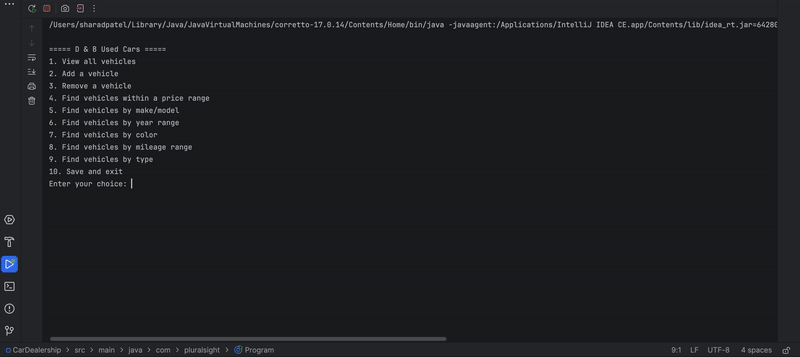 /Users/sharadpatel/Library/Java/JavaVirtualMachines/corretto-17.0.14/Contents/Home/bin/java -javaagent:/Applications/IntelliJ IDEA CE.app/Contents/lib/idea_rt.jar=64280
===== D & B Used Cars =====
1. View all vehicles
2. Add a vehicle
3. Remove a vehicle
4. Find vehicles within a price range
5. Find vehicles by make/model
6. Find vehicles by year range
7. Find vehicles by color
8. Find vehicles by mileage range
9. Find vehicles by type
10. Save and exit
Enter your choice:
CarDealership > src > main > java > com > pluralsight > Program 9:1 LF UTF-8 4 spaces